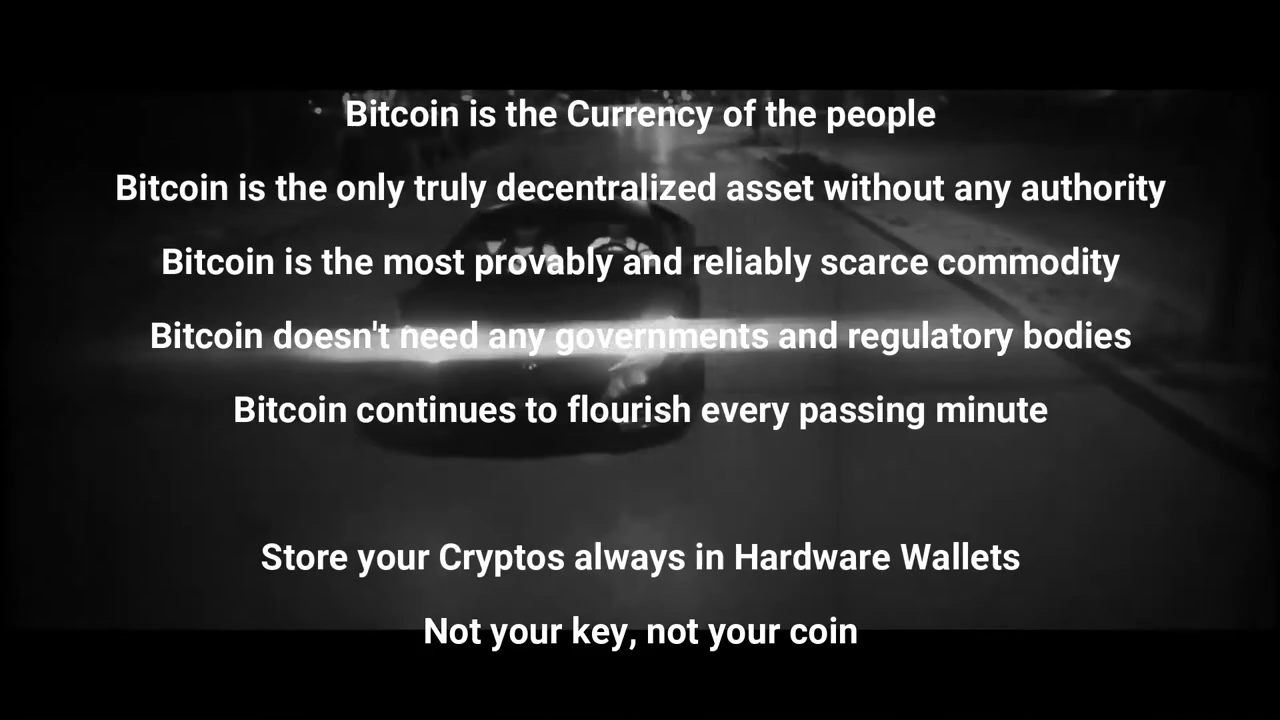 Bitcoin is the Currency of the people
Bitcoin is the only truly decentralized asset without any authority
Bitcoin is the most provably and reliably scarce commodity
Bitcoin doesn't need any governments and regulatory bodies
Bitcoin continues to flourish every passing minute
Store your Cryptos always in Hardware Wallets
Not your key, not your coin